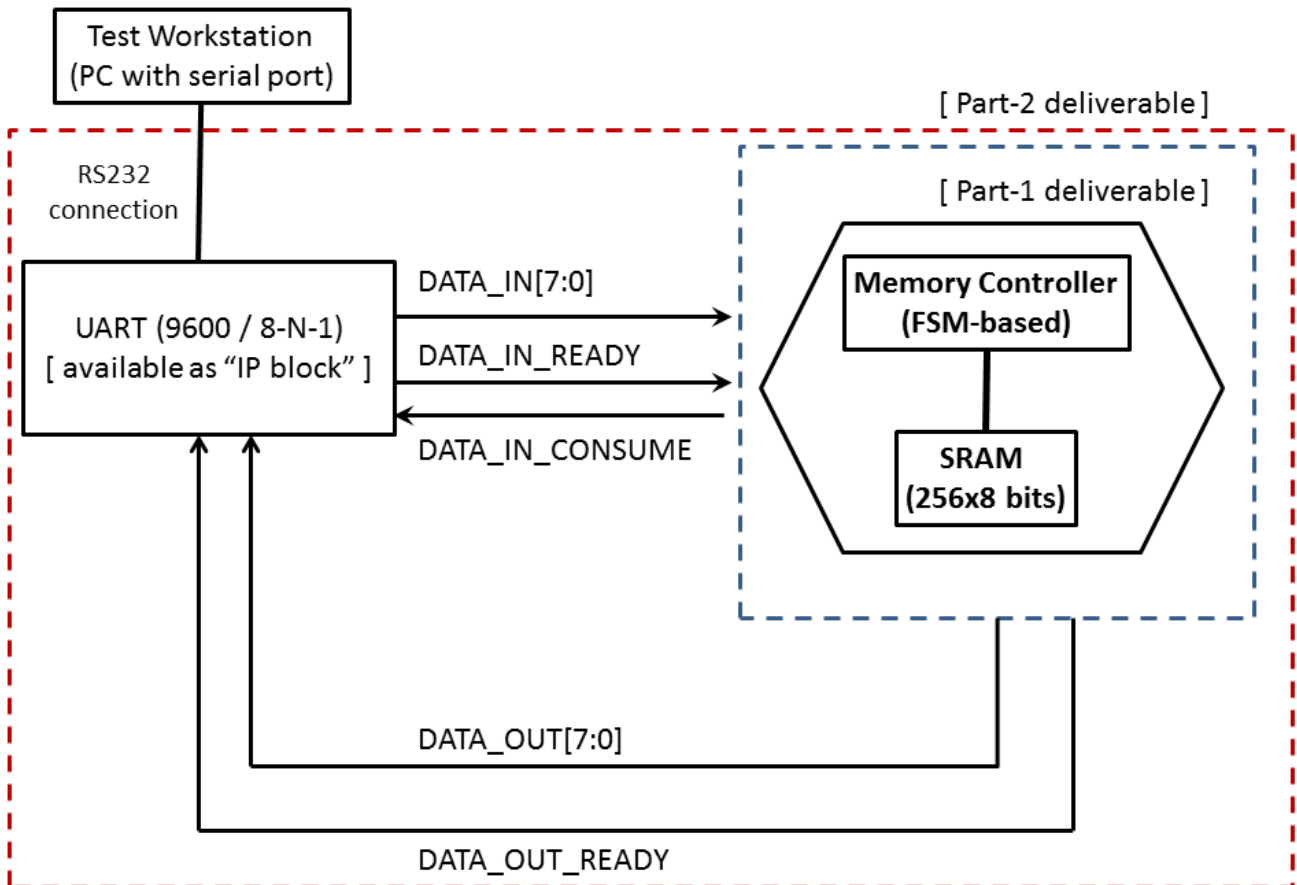 Test Workstation
(PC with serial port)
[ Part-2 deliverable ]
RS232
connection
[ Part-1 deliverable ]
UART (9600 / 8-N-1)
[ available as “IP block” ]
DATA_IN[7:0]
DATA_IN_READY
DATA_IN_CONSUME
Memory Controller
(FSM-based)
SRAM
(256x8 bits)
DATA_OUT[7:0]
DATA_OUT_READY